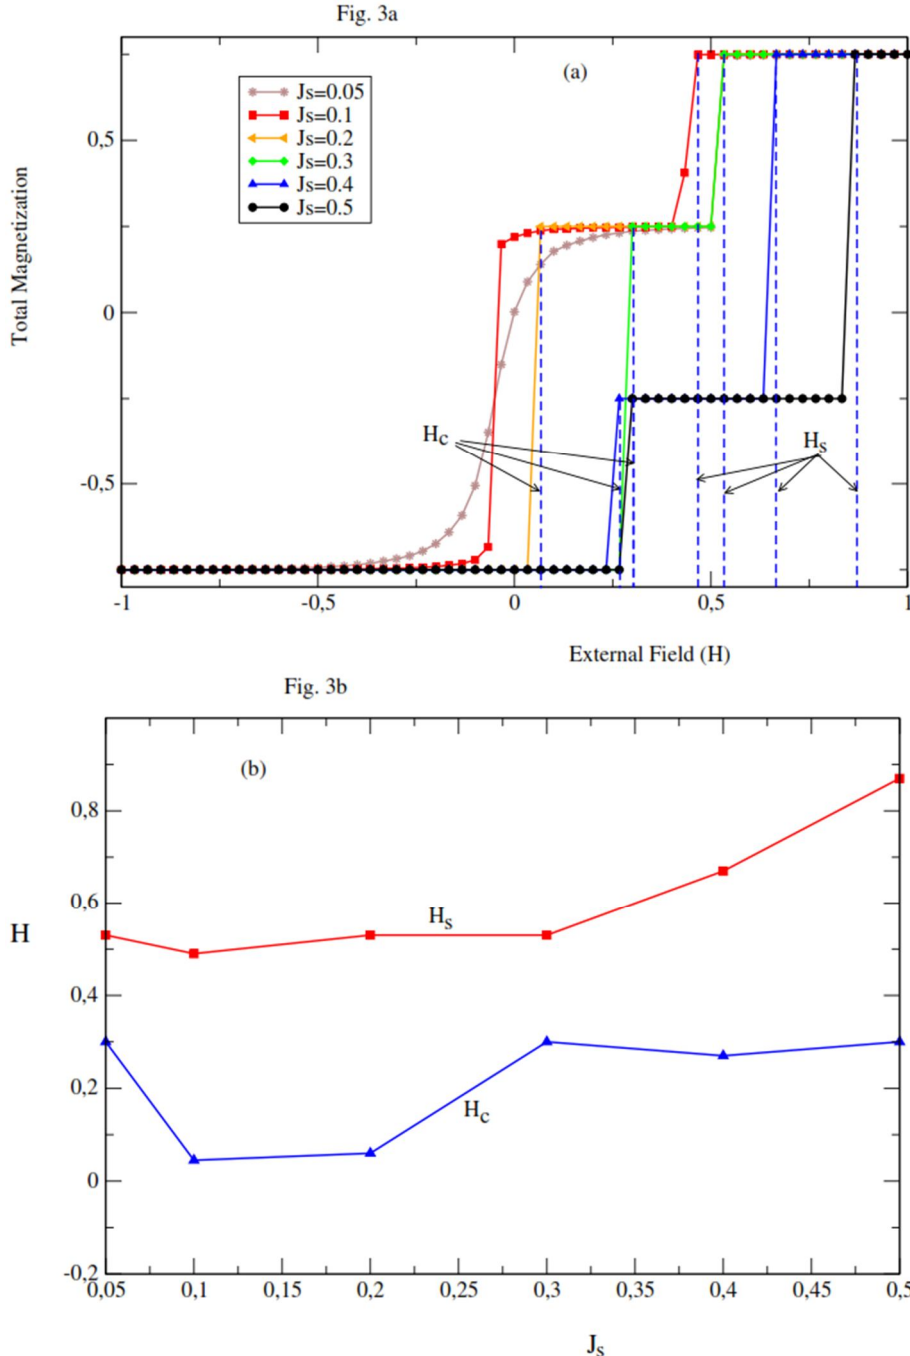 Fig. 3a
(a)
Js=0.05
Js=0.1
Js=0.2
Js=0.3
Js=0.4
Js=0.5
Total Magnetization
0,5
0
-0,5
Hc
Hs
-1
-0,5
0
0,5
1
External Field (H)
Fig. 3b
(b)
H
0,8
0,6
0,4
0,2
0
-0,2
Hs
Hc
0,05
0,1
0,15
0,2
0,25
0,3
0,35
0,4
0,45
0,5
Js